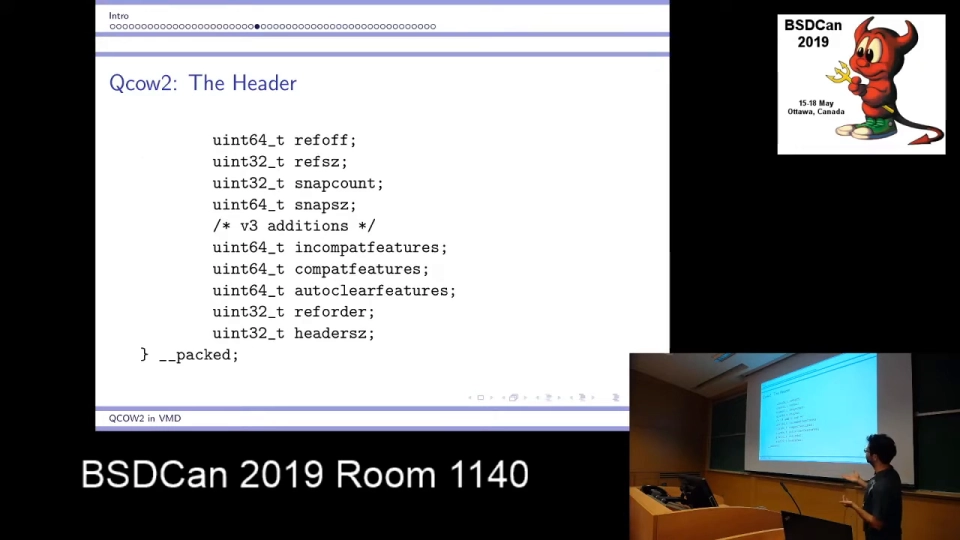 Intro
Qcow2: The Header
uint64_t refoff;
uint32_t refsz;
uint32_t snapcount;
uint64_t snapsz;
/* v3 additions */
uint64_t incompatfeatures;
uint64_t compatfeatures;
uint64_t autoclearfeatures;
uint32_t reforder;
uint32_t headersz;
} __packed;
QCOW2 in VMD
BSDCan
2019
15-18 May
Ottawa, Canada
BSDCan 2019 Room 1140
The Header